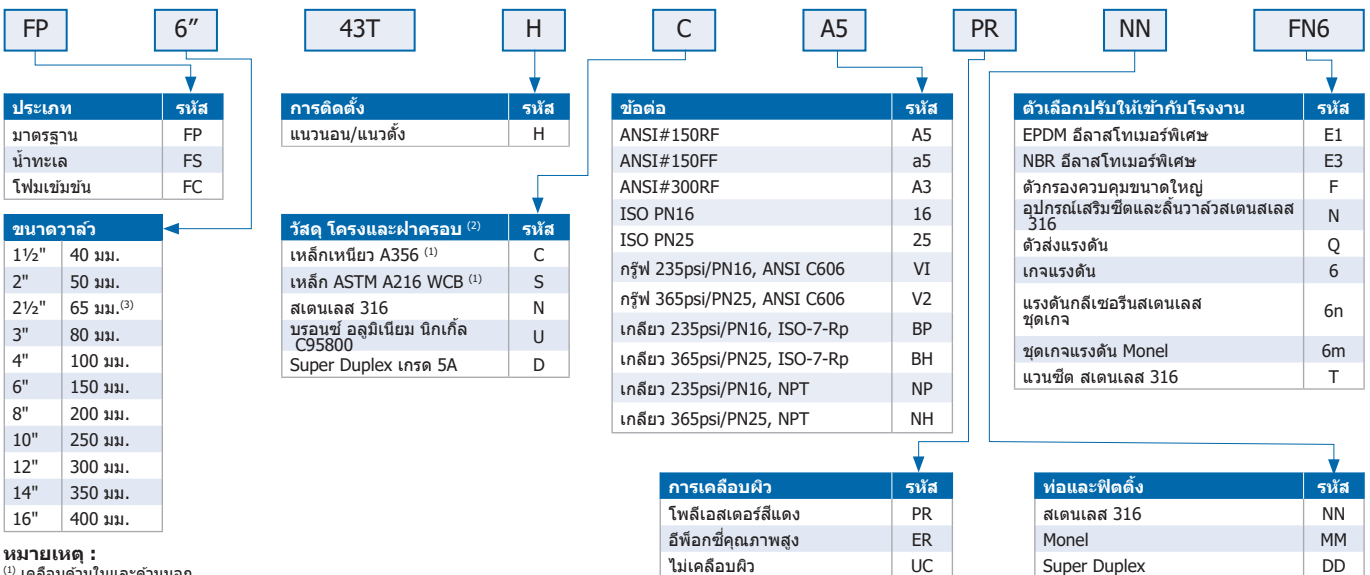 FP 6” 43T H C A5 PR NN FN6
ประเภท รหัส
มาตรฐาน FP
น้ำทะเล FS
โฟมเข้มข้น FC
ขนาดวาล์ว
1½" 40 มม.
2" 50 มม.
2½" 65 มม.(3)
3" 80 มม.
4" 100 มม.
6" 150 มม.
8" 200 มม.
10" 250 มม.
12" 300 มม.
14" 350 มม.
16" 400 มม.
หมายเหตุ :
(1) เคลือบด้านในและด้านนอก
การติดตั้ง รหัส
แนวนอน/แนวตั้ง H
วัสดุ โครงและฝาครอบ (2) รหัส
เหล็กเหนียว A356 (1) C
เหล็ก ASTM A216 WCB (1) S
สเตนเลส 316 N
บรอนซ์ อลูมิเนียม นิกเกิ้ล
C95800 U
Super Duplex เกรด 5A D
ข้อต่อ รหัส
ANSI#150RF A5
ANSI#150FF a5
ANSI#300RF A3
ISO PN16 16
ISO PN25 25
กรู๊ฟ 235psi/PN16, ANSI C606 VI
กรู๊ฟ 365psi/PN25, ANSI C606 V2
เกลียว 235psi/PN16, ISO-7-Rp BP
เกลียว 365psi/PN25, ISO-7-Rp BH
เกลียว 235psi/PN16, NPT NP
เกลียว 365psi/PN25, NPT NH
การเคลือบผิว รหัส
โพลีเอสเตอร์สีแดง PR
อีพ็อกซี่คุณภาพสูง ER
ไม่เคลือบผิว UC
ตัวเลือกปรับให้เข้ากับโรงงาน รหัส
EPDM อีลาสโทเมอร์พิเศษ E1
NBR อีลาสโทเมอร์พิเศษ E3
ตัวกรองควบคุมขนาดใหญ่ F
อุปกรณ์เสริมซีตและลิ้นวาล์วสเตนสเลส
316 N
ตัวส่งแรงดัน Q
เกจแรงดัน 6
แรงดันกลีเซอรีนสเตนเลส
ชุดเกจ 6n
ชุดเกจแรงดัน Monel 6m
แวนซีต สเตนเลส 316 T
ท่อและฟิตติ้ง รหัส
สเตนเลส 316 NN
Monel MM
Super Duplex DD